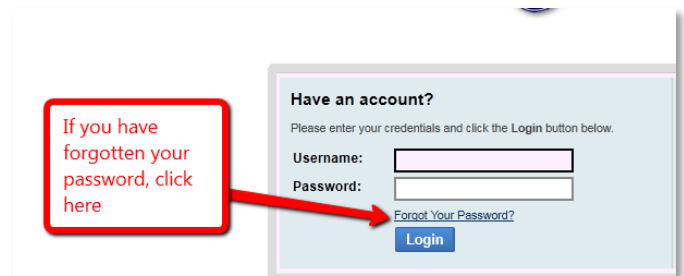 Have an account?
Please enter your credentials and click the Login button below.
If you have
forgotten your
password, click
here
Username:
Password:
Forgot Your Password?
Login